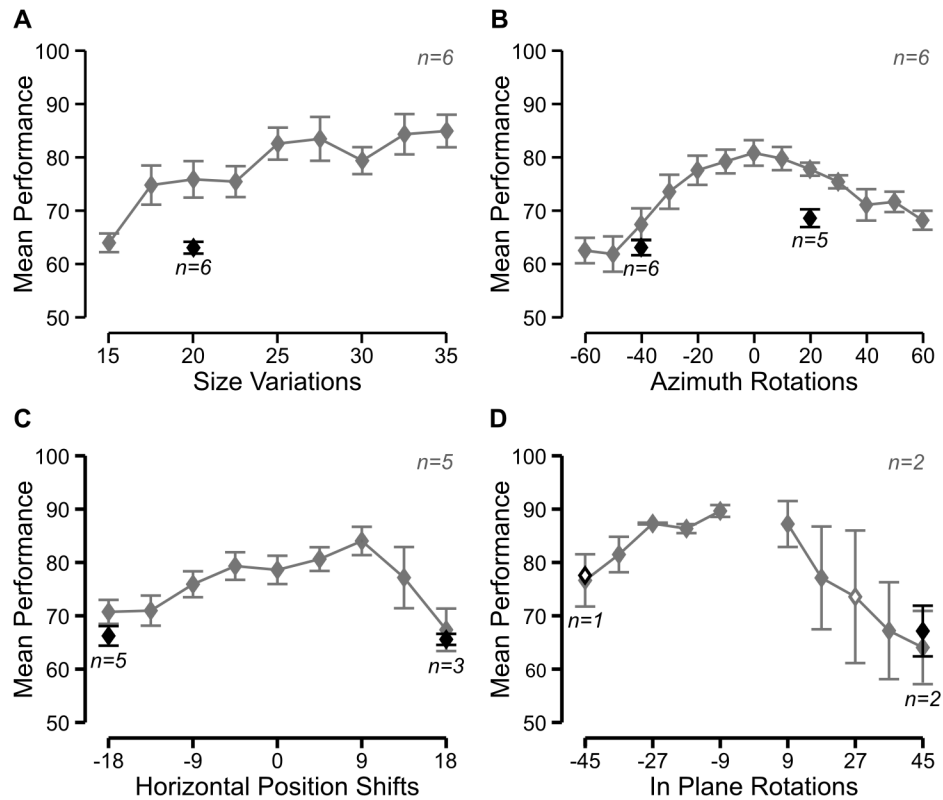 A
n=6
Mean Performance
100
90
80
70
60
50
n=6
15
20
25
30
35
Size Variations
B
n=6
Mean Performance
100
90
80
70
60
50
n=6
n=5
-60
-40
-20
0
20
40
60
Azimuth Rotations
C
n=5
Mean Performance
100
90
80
70
60
50
n=5
n=3
-18
-9
0
9
18
Horizontal Position Shifts
D
n=2
Mean Performance
100
90
80
70
60
50
n=1
n=2
-45
-27
-9
9
27
45
In Plane Rotations